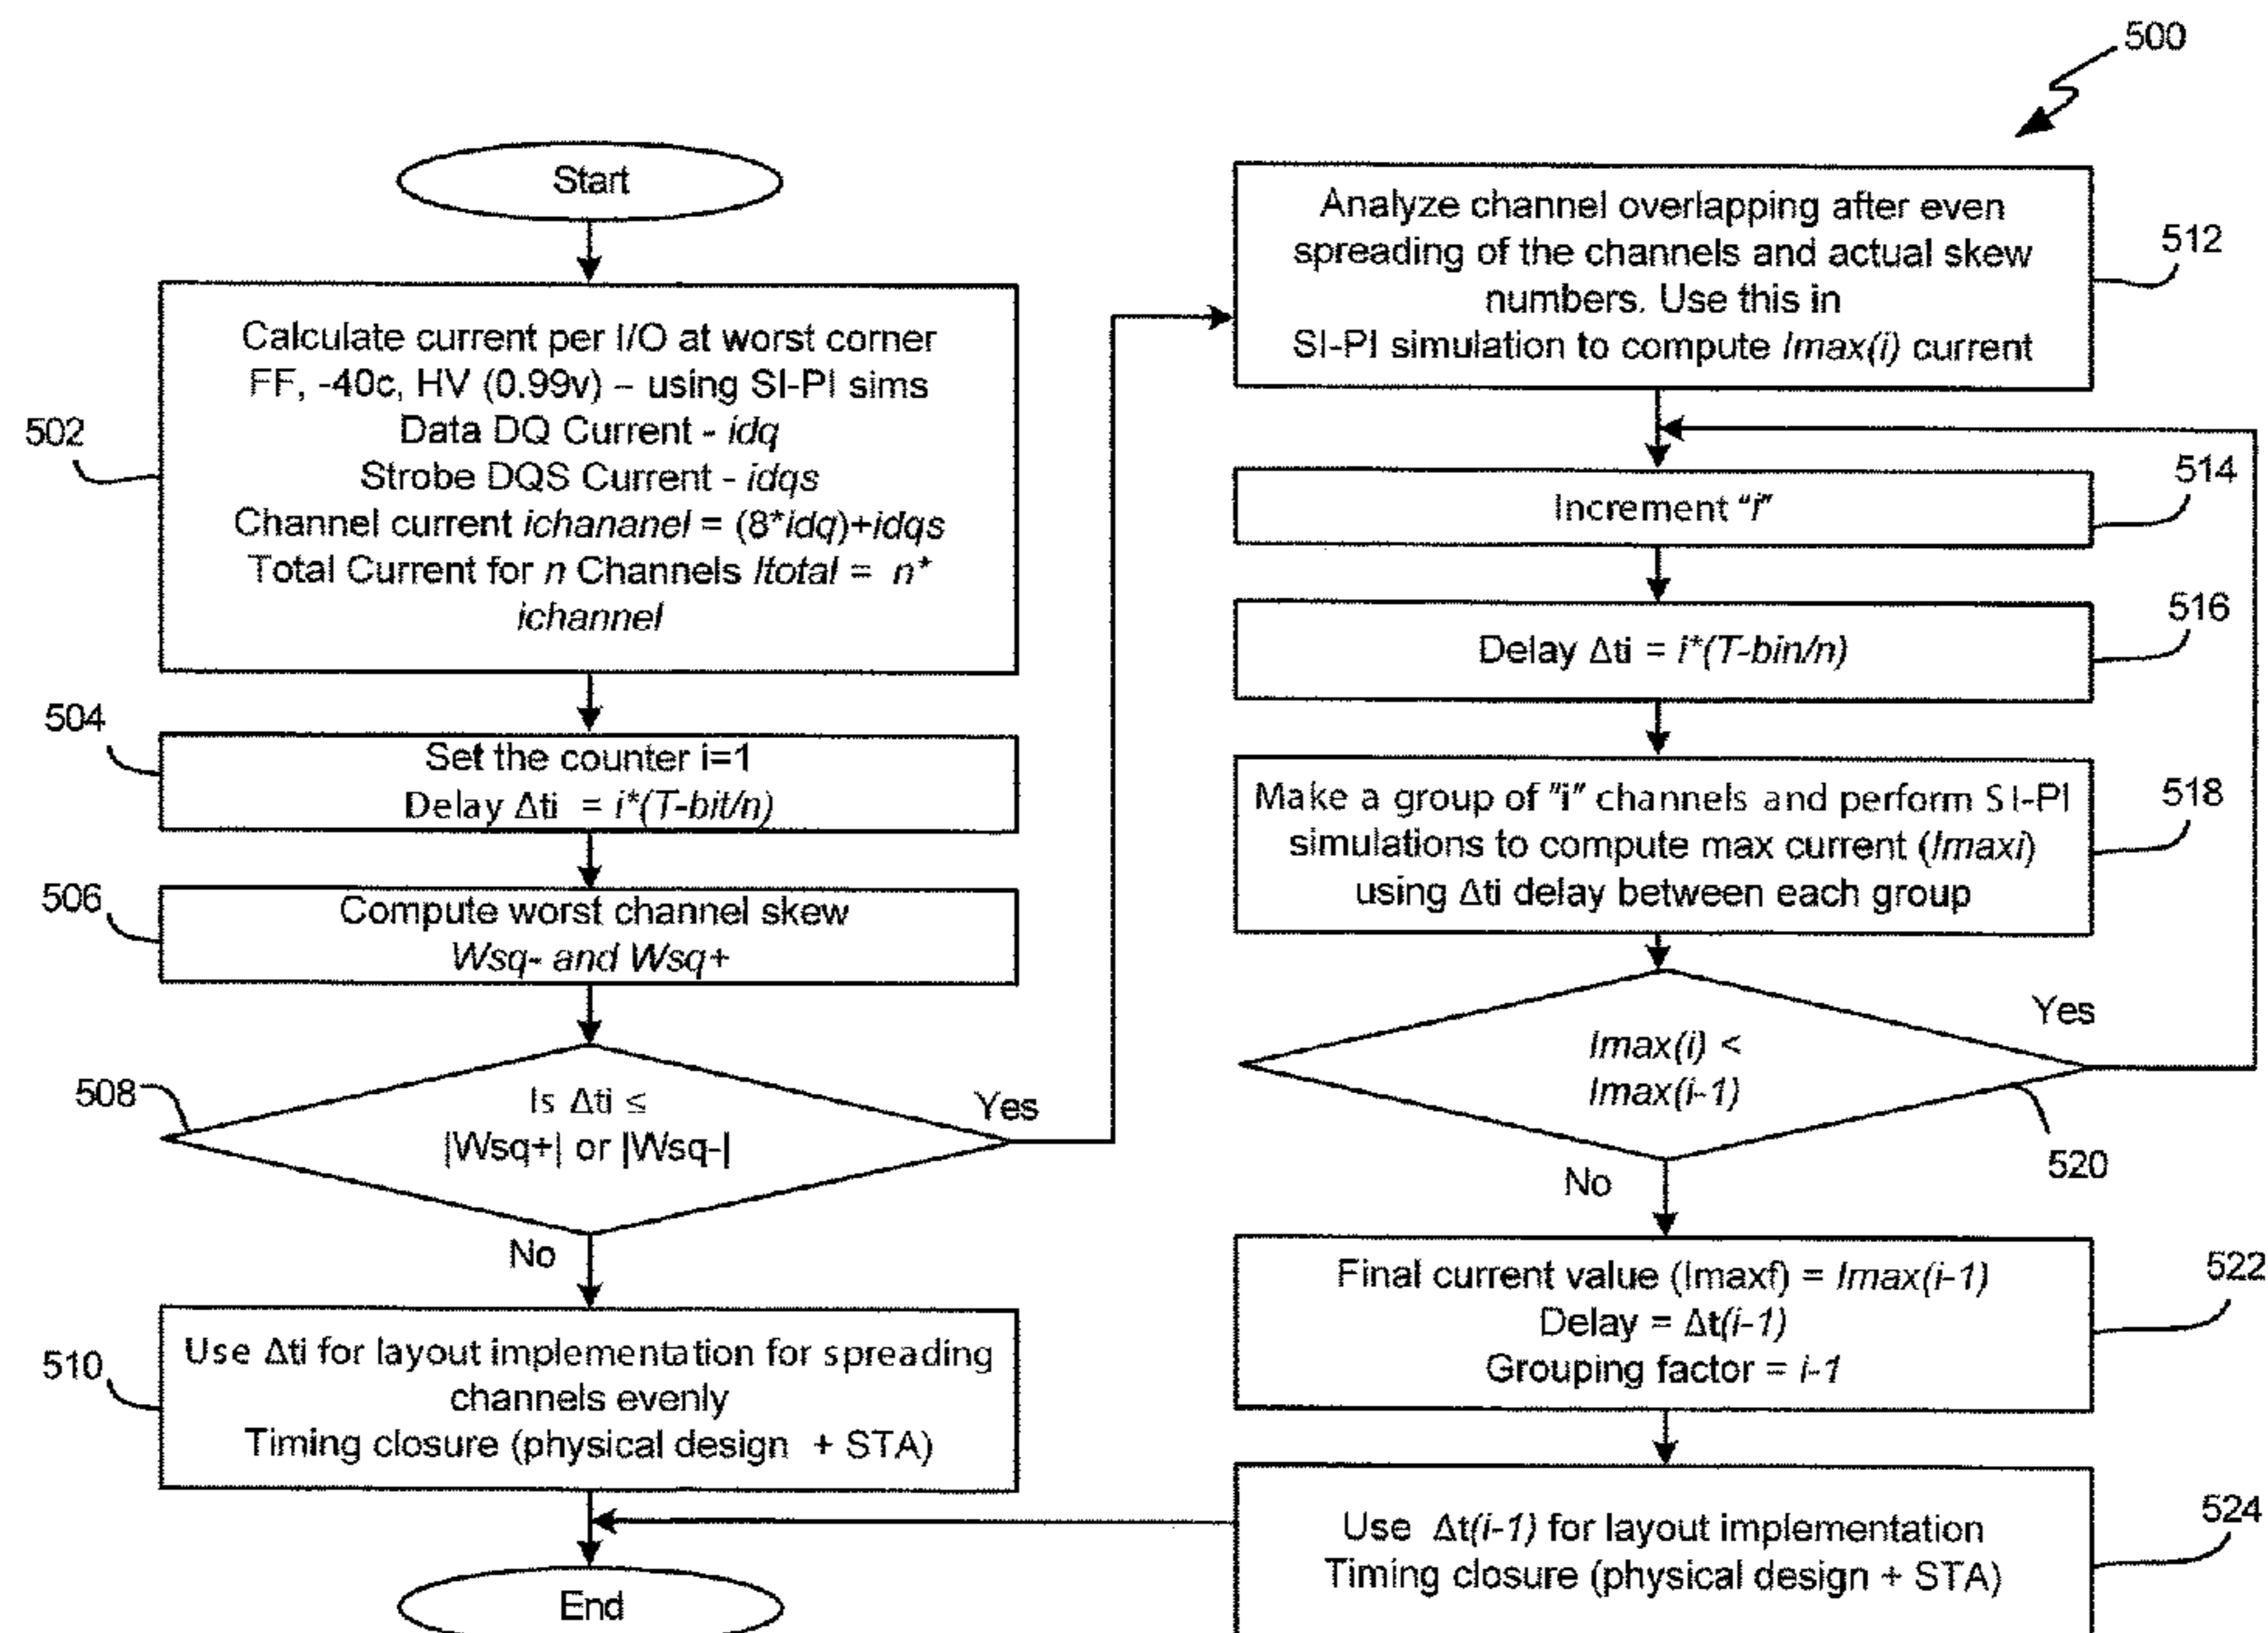 500
Start
502
Calculate current per I/O at worst corner
FF, -40c, HV (0.99v) – using SI-PI sims
Data DQ Current - idq
Strobe DQS Current - idqs
Channel current ichananel = (8*idq)+idqs
Total Current for n Channels Itotal = n*
ichannel
504
Set the counter i=1
Delay Δti = i*(T-bit/n)
506
Compute worst channel skew
Wsq- and Wsq+
508
Is Δti ≤
|Wsq+| or |Wsq-|
Yes
No
510
Use Δti for layout implementation for spreading
channels evenly
Timing closure (physical design + STA)
End
Analyze channel overlapping after even
spreading of the channels and actual skew
numbers. Use this in
SI-PI simulation to compute Imax(i) current
512
Increment "i"
514
Delay Δti = i*(T-bin/n)
516
Make a group of "i" channels and perform SI-PI
simulations to compute max current (Imaxi)
using Δti delay between each group
518
Imax(i) <
Imax(i-1)
Yes
520
No
Final current value (Imaxf) = Imax(i-1)
Delay = Δt(i-1)
Grouping factor = i-1
522
Use Δt(i-1) for layout implementation
Timing closure (physical design + STA)
524